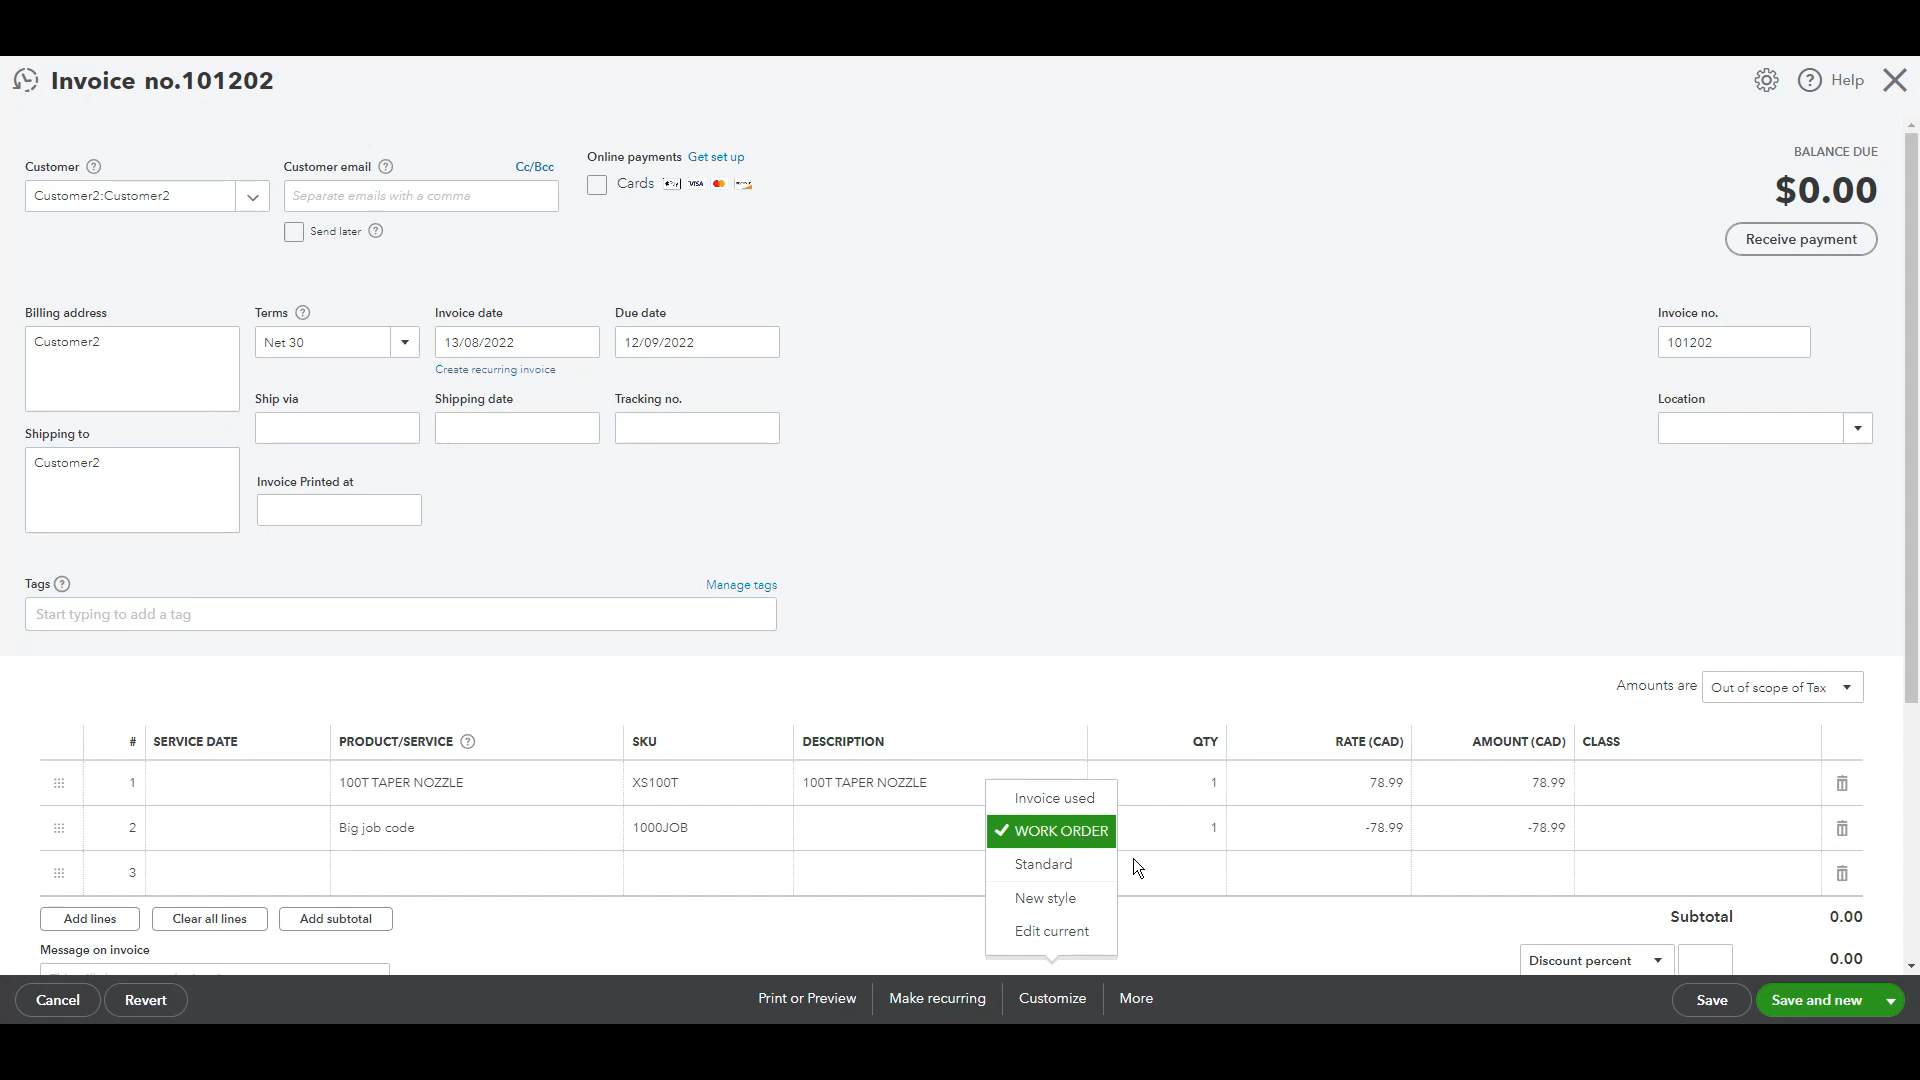 Invoice no.101202
Help
Customer
Customer email
Cc/Bcc
Online payments Get set up
BALANCE DUE
Customer2:Customer2
Separate emails with a comma
Cards
VISA
$0.00
Send later
Receive payment
Billing address
Terms
Invoice date
Due date
Invoice no.
Customer2
Net 30
13/08/2022
12/09/2022
101202
Create recurring invoice
Ship via
Shipping date
Tracking no.
Location
Shipping to
Customer2
Invoice Printed at
Tags
Manage tags
Start typing to add a tag
Amounts are Out of scope of Tax
# SERVICE DATE PRODUCT/SERVICE SKU DESCRIPTION QTY RATE (CAD) AMOUNT (CAD) CLASS
1 100T TAPER NOZZLE XS100T 100T TAPER NOZZLE 1 78.99 78.99
2 Big job code 1000JOB 1 -78.99 -78.99
3
Invoice used
WORK ORDER
Standard
New style
Edit current
Add lines
Clear all lines
Add subtotal
Subtotal 0.00
Message on invoice
Discount percent 0.00
Cancel
Revert
Print or Preview
Make recurring
Customize
More
Save
Save and new